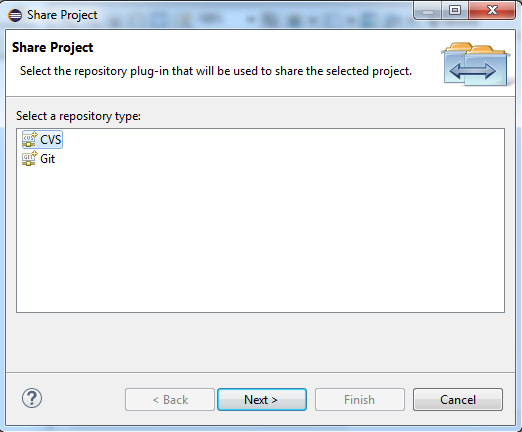 Share Project
Share Project
Select the repository plug-in that will be used to share the selected project.
Select a repository type:
CVS
Git
?
< Back
Next >
Finish
Cancel